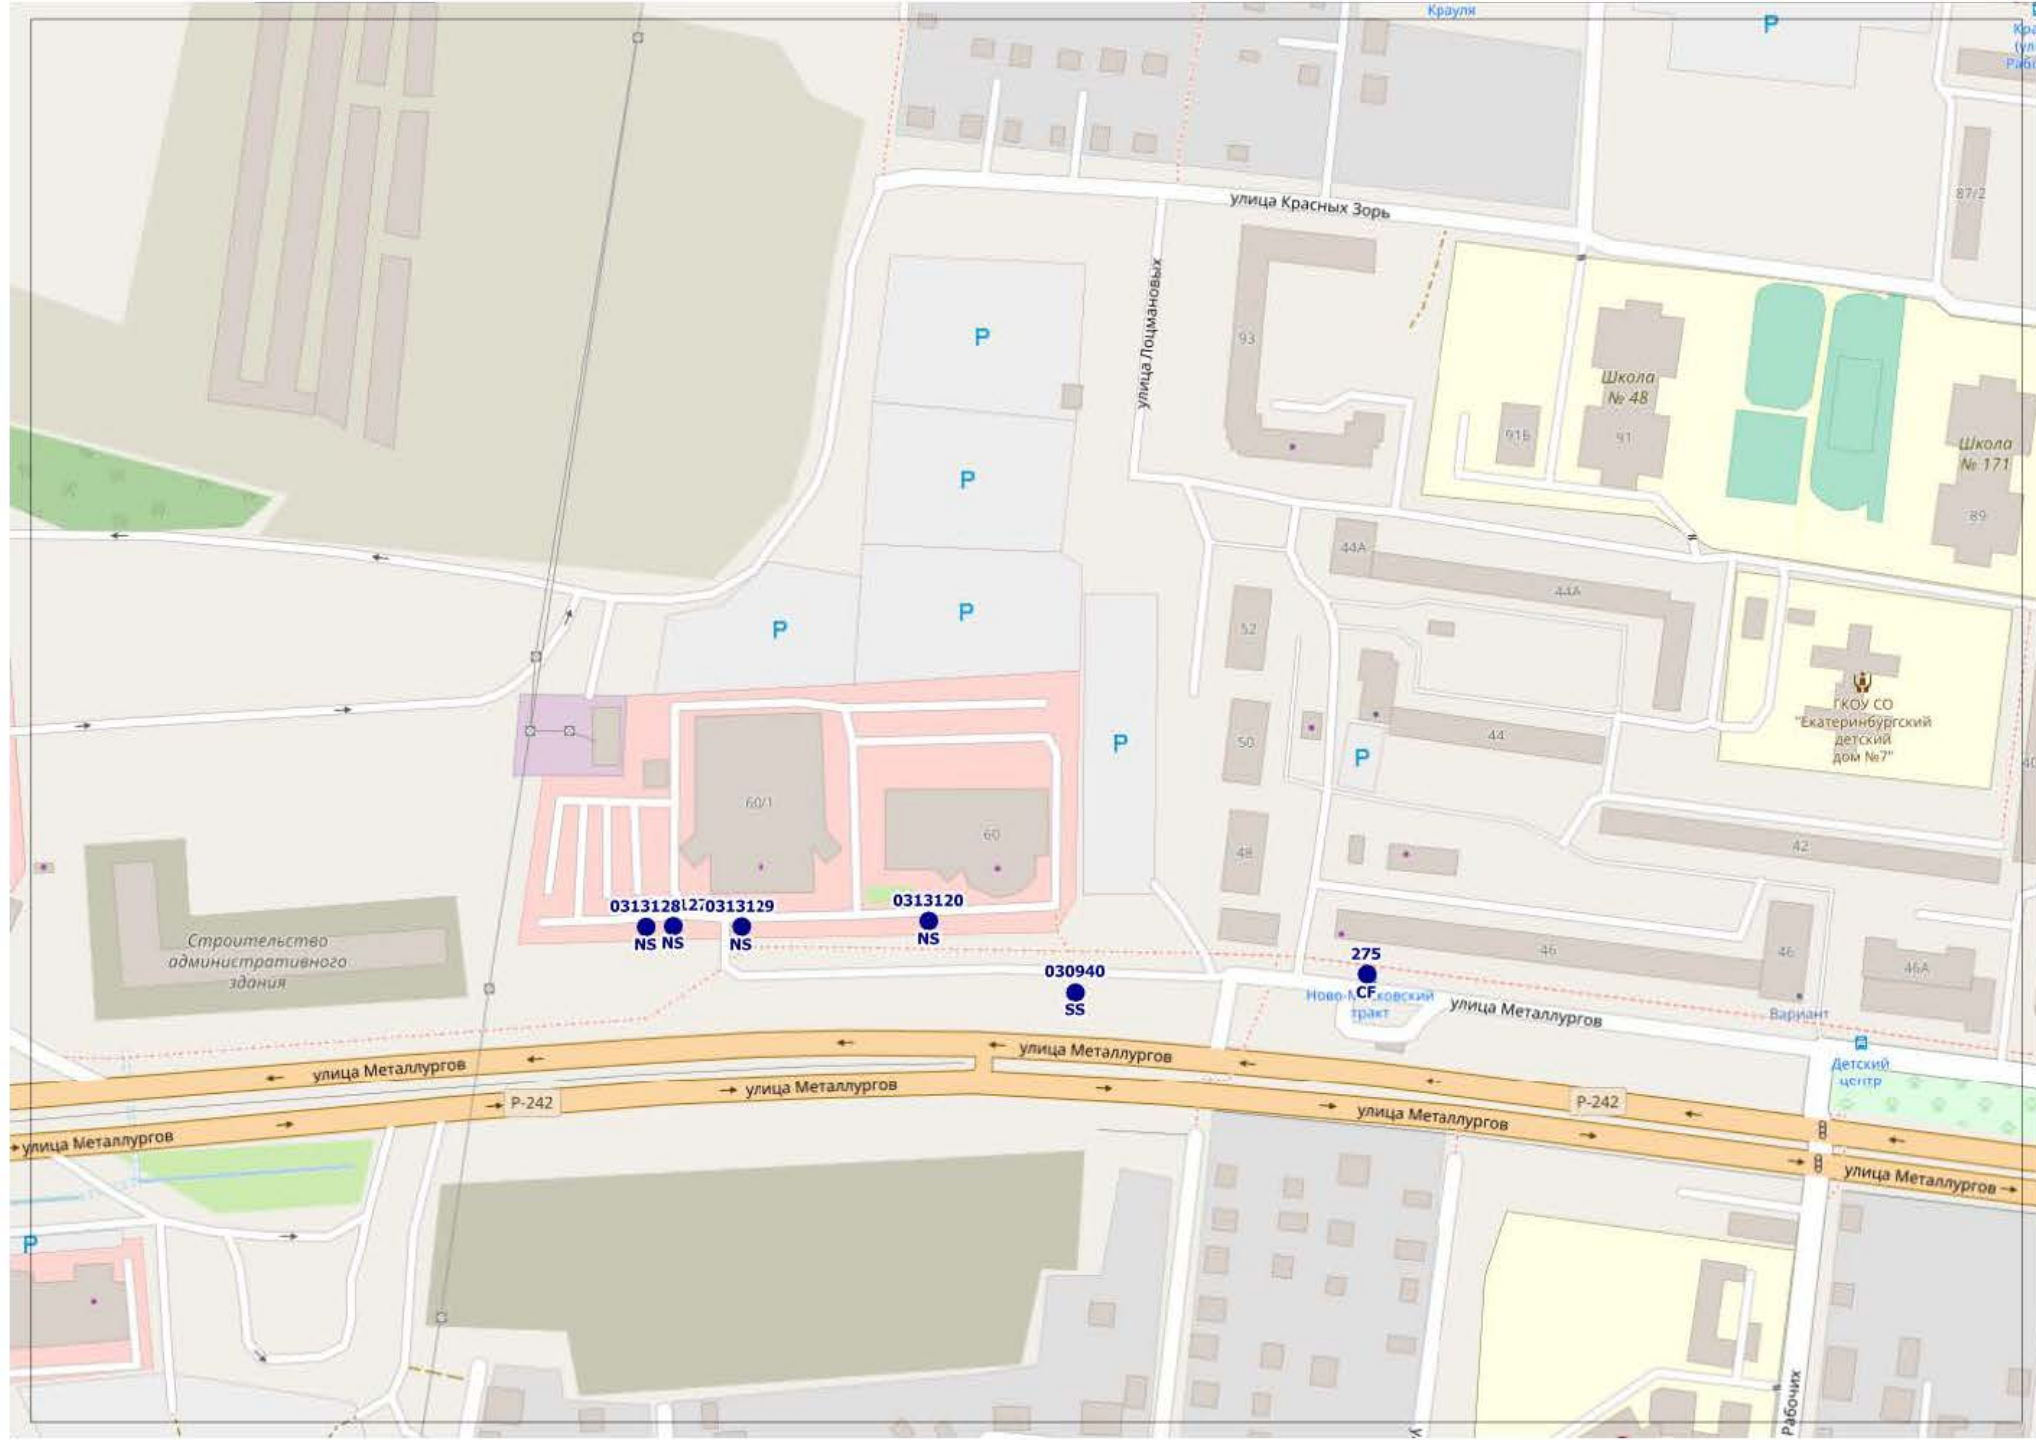 Крауля
P
87/2
улица Красных Зорь
улица Лоцмановых
P
93
Школа
№ 48
91Б
91
Школа
№ 171
89
P
44А
44А
P
P
52
ГКОУ СО
"Екатеринбургский
детский
дом №7"
50
44
P
P
60/1
60
48
42
0313128
0313129
0313120
NS
NS
NS
NS
Строительство
административного
здания
030940
SS
275
CF
46
46
46А
улица Металлургов
Вариант
тракт
Детский
центр
улица Металлургов
улица Металлургов
улица Металлургов
Р-242
Р-242
улица Металлургов
улица Металлургов
улица Металлургов
P
Рабочих